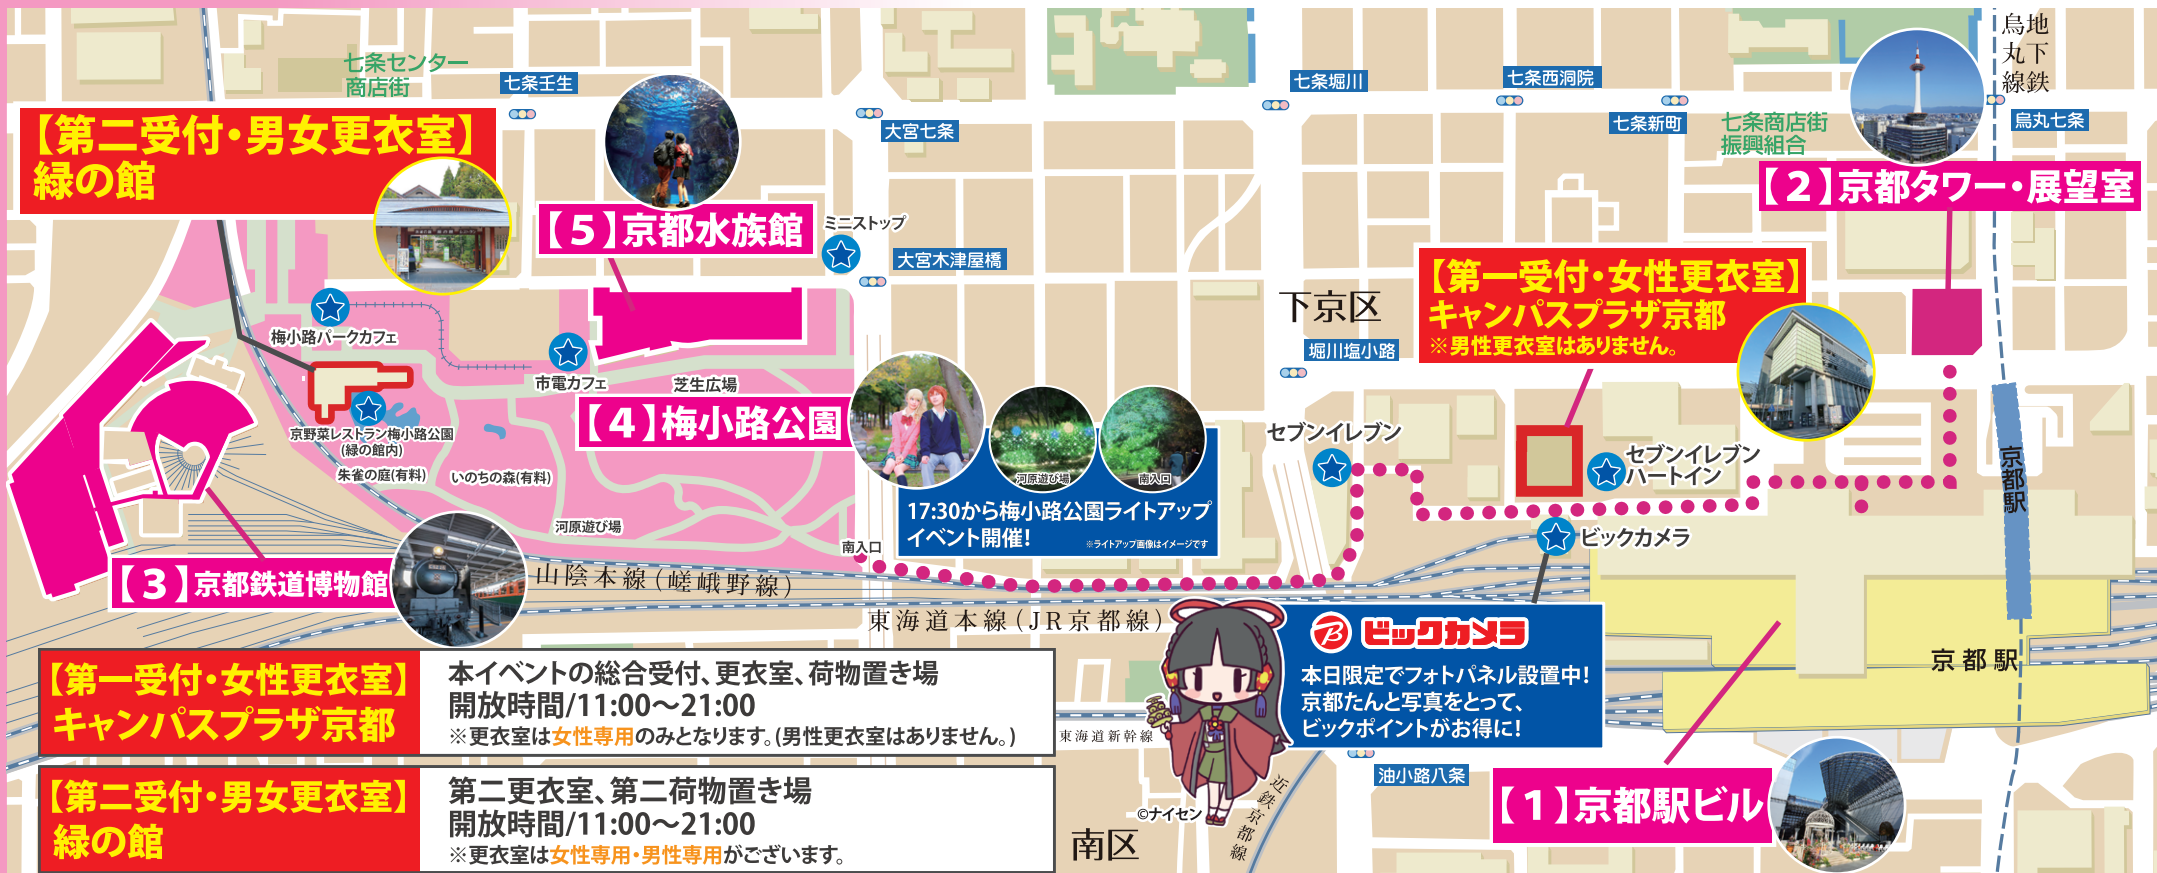 七条センター
商店街
七条壬生
大宮七条
七条堀川
七条西洞院
七条新町
七条商店街
振興組合
地下鉄
烏丸線
烏丸七条
【第二受付・男女更衣室】
緑の館
【5】京都水族館
ミニストップ
大宮木津屋橋
【2】京都タワー・展望室
下京区
堀川塩小路
【第一受付・女性更衣室】
キャンパスプラザ京都
※男性更衣室はありません。
梅小路パークカフェ
市電カフェ
芝生広場
【4】梅小路公園
京野菜レストラン梅小路公園
(緑の館内)
朱雀の庭(有料)
いのちの森(有料)
河原遊び場
南入口
河原遊び場
南入口
17:30から梅小路公園ライトアップ
イベント開催!
※ライトアップ画像はイメージです
セブンイレブン
セブンイレブン
ハートイン
ビックカメラ
京都駅
【3】京都鉄道博物館
山陰本線(嵯峨野線)
東海道本線(JR京都線)
ビックカメラ
本日限定でフォトパネル設置中!
京都たんと写真をとって、
ビックポイントがお得に!
京都駅
【第一受付・女性更衣室】
キャンパスプラザ京都
本イベントの総合受付、更衣室、荷物置き場
開放時間/11:00〜21:00
※更衣室は女性専用のみとなります。(男性更衣室はありません。)
東海道新幹線
【第二受付・男女更衣室】
緑の館
第二更衣室、第二荷物置き場
開放時間/11:00〜21:00
※更衣室は女性専用・男性専用がございます。
©ナイセン
近鉄京都線
南区
油小路八条
【1】京都駅ビル